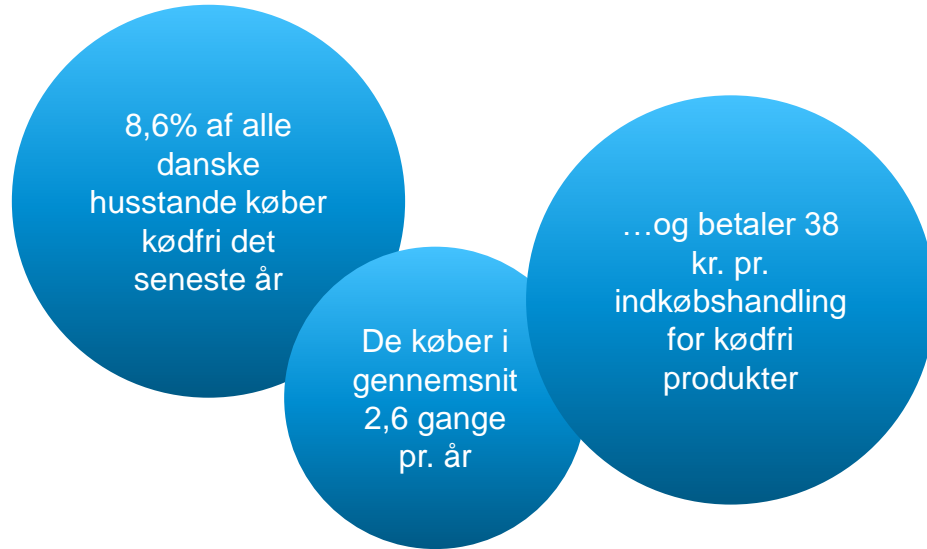 8,6% af alle
danske
husstande køber
kødfri det
seneste år
De køber i
gennemsnit
2,6 gange
pr. år
…og betaler 38
kr. pr.
indkøbshandling
for kødfri
produkter